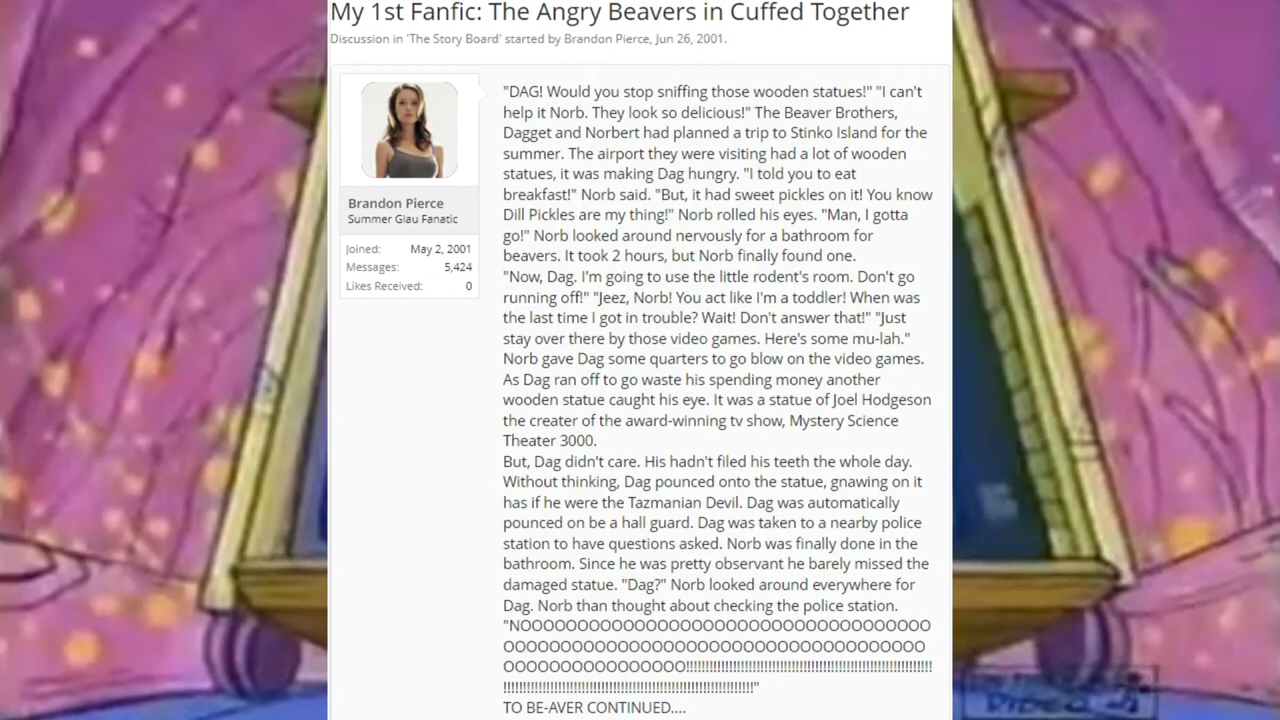 My 1st Fanfic: The Angry Beavers in Cuffed Together
Discussion in 'The Story Board' started by Brandon Pierce, Jun 26, 2001.
Brandon Pierce
Summer Glau Fanatic
Joined: May 2, 2001
Messages: 5,424
Likes Received: 0
"DAG! Would you stop sniffing those wooden statues!" "I can't
help it Norb. They look so delicious!" The Beaver Brothers,
Dagget and Norbert had planned a trip to Stinko Island for the
summer. The airport they were visiting had a lot of wooden
statues, it was making Dag hungry. "I told you to eat
breakfast!" Norb said. "But, it had sweet pickles on it! You know
Dill Pickles are my thing!" Norb rolled his eyes. "Man, I gotta
go!" Norb looked around nervously for a bathroom for
beavers. It took 2 hours, but Norb finally found one.
"Now, Dag. I'm going to use the little rodent's room. Don't go
running off!" "Jeez, Norb! You act like I'm a toddler! When was
the last time I got in trouble? Wait! Don't answer that!" "Just
stay over there by those video games. Here's some mu-lah."
Norb gave Dag some quarters to go blow on the video games.
As Dag ran off to go waste his spending money another
wooden statue caught his eye. It was a statue of Joel Hodgeson
the creater of the award-winning tv show, Mystery Science
Theater 3000.
But, Dag didn't care. His hadn't filed his teeth the whole day.
Without thinking, Dag pounced onto the statue, gnawing on it
has if he were the Tazmanian Devil. Dag was automatically
pounced on be a hall guard. Dag was taken to a nearby police
station to have questions asked. Norb was finally done in the
bathroom. Since he was pretty observant he barely missed the
damaged statue. "Dag?" Norb looked around everywhere for
Dag. Norb than thought about checking the police station.
"NOOOOOOOOOOOOOOOOOOOOOOOOOOOOOOOOOOO
OOOOOOOOOOOOOOOOOOOOOOOOOOOOOOOOOOOOO
OOOOOOOOOOOOOOOO!!!!!!!!!!!!!!!!!!!!!!!!!!!!!!!!!!!!!!!!!!!!!!!!!!!!!!!!!!!!!!
!!!!!!!!!!!!!!!!!!!!!!!!!!!!!!!!!!!!!!!!!!!!!!!!!!!!!!!!!!!!!!!"
TO BE-AVER CONTINUED....